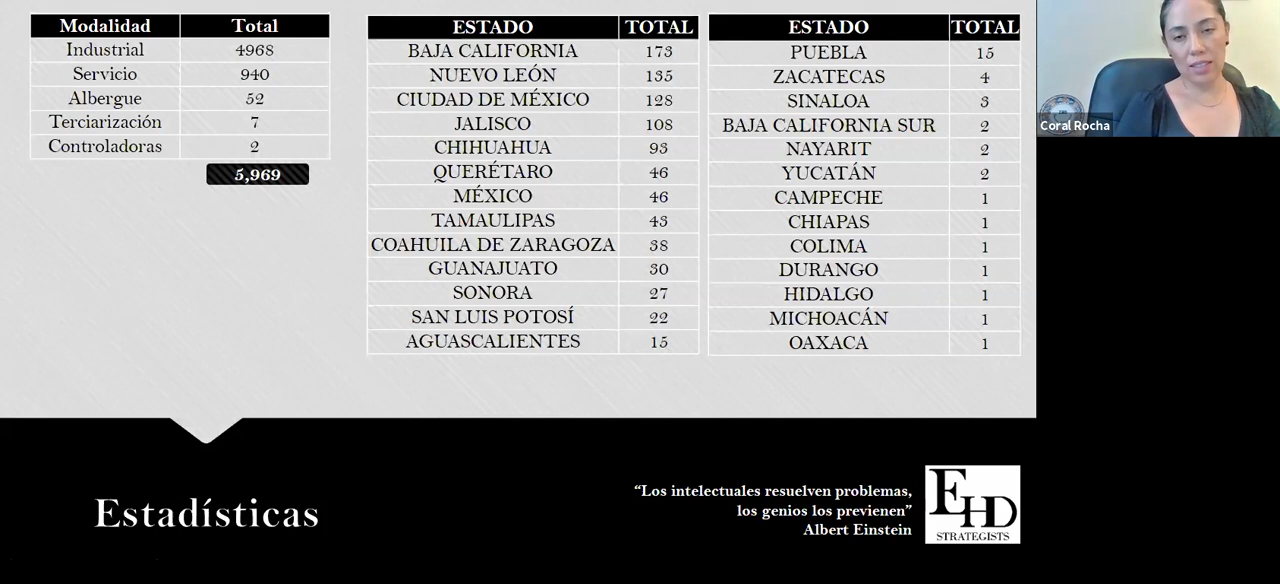 Modalidad Total
Industrial 4968
Servicio 940
Albergue 52
Terciarización 7
Controladoras 2
5,969
ESTADO TOTAL
BAJA CALIFORNIA 173
NUEVO LEÓN 135
CIUDAD DE MÉXICO 128
JALISCO 108
CHIHUAHUA 93
QUERÉTARO 46
MÉXICO 46
TAMAULIPAS 43
COAHUILA DE ZARAGOZA 38
GUANAJUATO 30
SONORA 27
SAN LUIS POTOSÍ 22
AGUASCALIENTES 15
ESTADO TOTAL
PUEBLA 15
ZACATECAS 4
SINALOA 3
BAJA CALIFORNIA SUR 2
NAYARIT 2
YUCATÁN 2
CAMPECHE 1
CHIAPAS 1
COLIMA 1
DURANGO 1
HIDALGO 1
MICHOACÁN 1
OAXACA 1
Coral Rocha
Estadísticas
“Los intelectuales resuelven problemas,
los genios los previenen”
Albert Einstein
EHD
STRATEGISTS